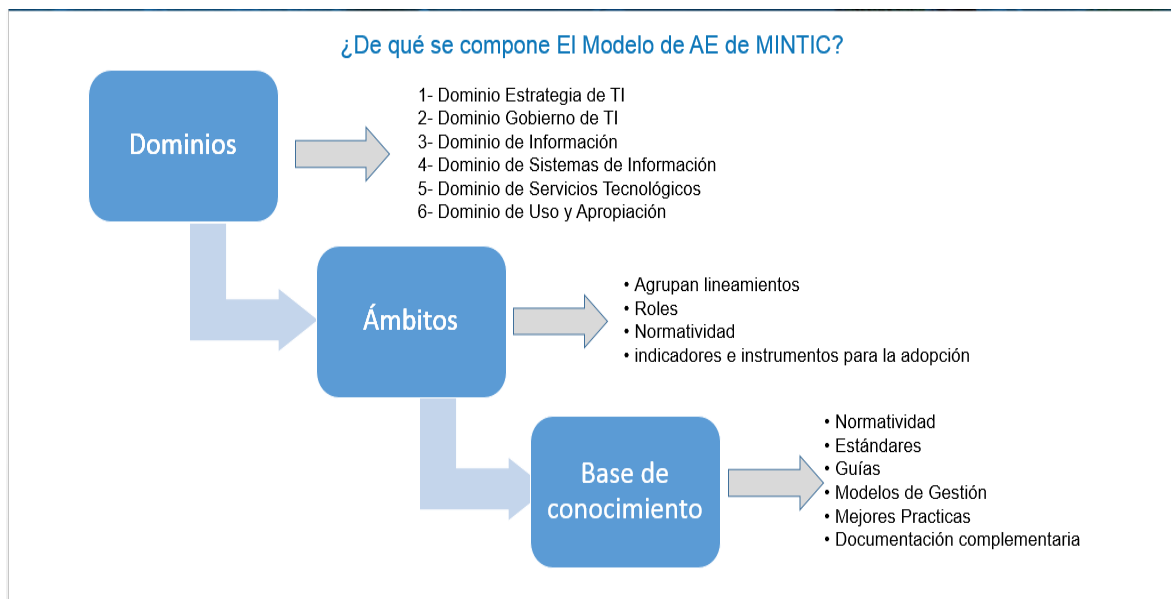 ¿De qué se compone El Modelo de AE de MINTIC?
Dominios
1- Dominio Estrategia de TI
2- Dominio Gobierno de TI
3- Dominio de Información
4- Dominio de Sistemas de Información
5- Dominio de Servicios Tecnológicos
6- Dominio de Uso y Apropiación
Ámbitos
• Agrupan lineamientos
• Roles
• Normatividad
• indicadores e instrumentos para la adopción
Base de
conocimiento
• Normatividad
• Estándares
• Guías
• Modelos de Gestión
• Mejores Practicas
• Documentación complementaria